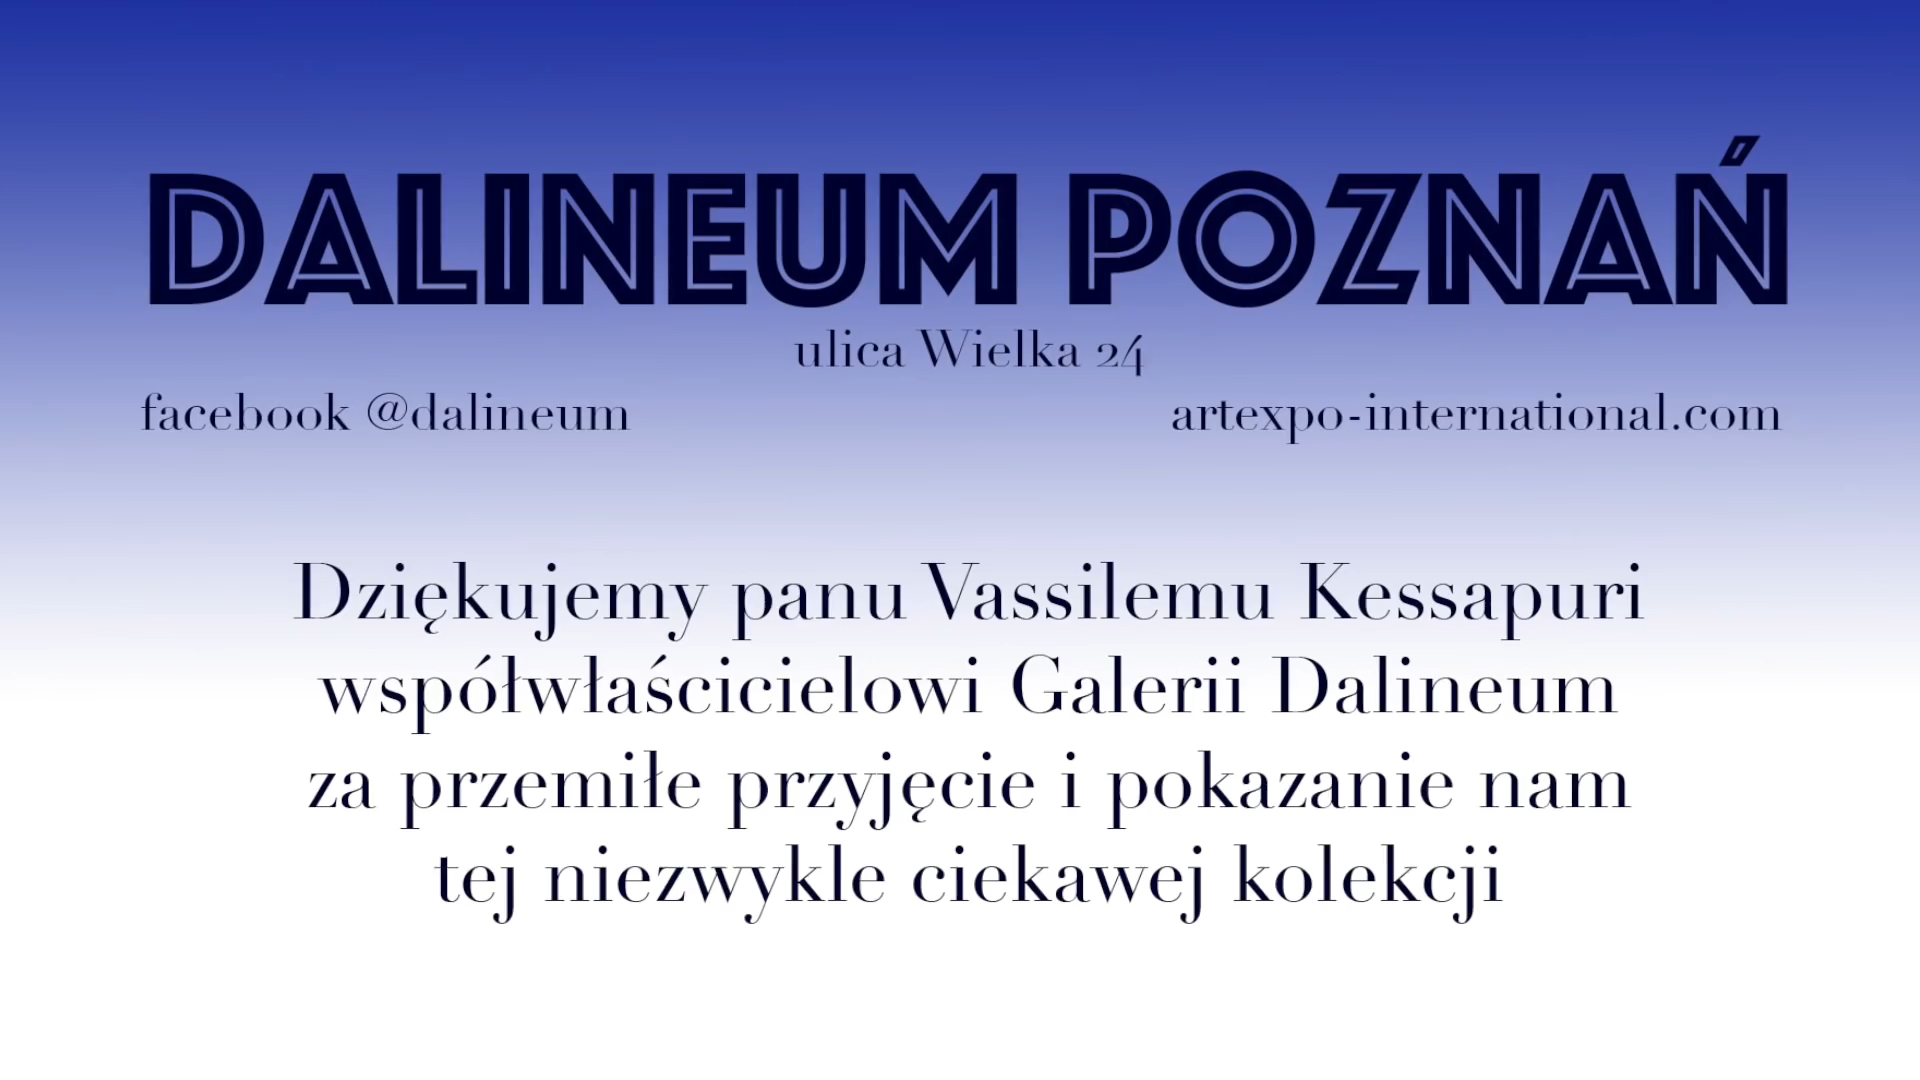 DALINEUM POZNAŃ
ulica Wielka 24
facebook @dalineum
artexpo-international.com
Dziękujemy panu Vassilemu Kessapuri
współwłaścicielowi Galerii Dalineum
za przemiłe przyjęcie i pokazanie nam
tej niezwykle ciekawej kolekcji